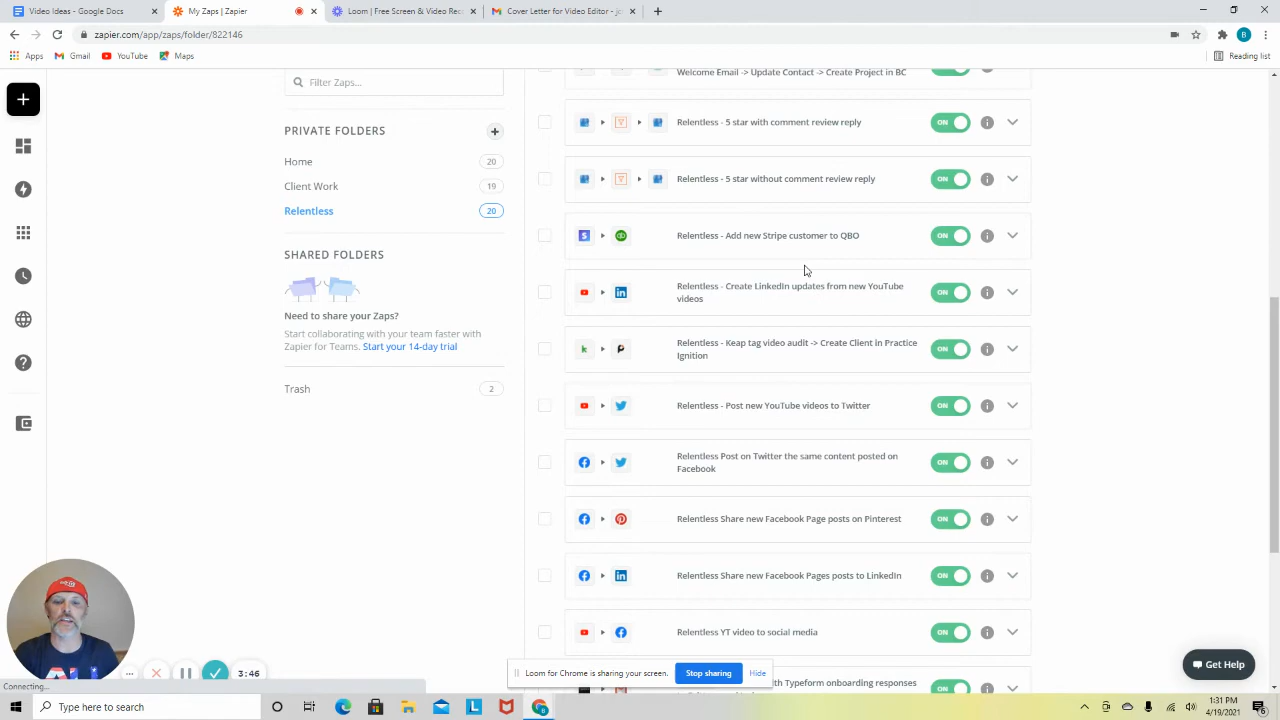 Video Ideas - Google Docs
My Zaps | Zapier
Loom | Free Screen & Video Rec
Cover Letter for Video Editor - jc
zapier.com/app/zaps/folder/822146
B
Apps
Gmail
YouTube
Maps
Reading list
Filter Zaps...
PRIVATE FOLDERS
Home 20
Client Work 19
Relentless 20
SHARED FOLDERS
Need to share your Zaps?
Start collaborating with your team faster with
Zapier for Teams. Start your 14-day trial
Trash 2
Welcome Email -> Update Contact -> Create Project in BC
Relentless - 5 star with comment review reply ON
Relentless - 5 star without comment review reply ON
Relentless - Add new Stripe customer to QBO ON
Relentless - Create LinkedIn updates from new YouTube
videos ON
Relentless - Keap tag video audit -> Create Client in Practice
Ignition ON
Relentless - Post new YouTube videos to Twitter ON
Relentless Post on Twitter the same content posted on
Facebook ON
Relentless Share new Facebook Page posts on Pinterest ON
Relentless Share new Facebook Pages posts to LinkedIn ON
Relentless YT video to social media ON
with Typeform onboarding responses ON
3:46
Loom for Chrome is sharing your screen. Stop sharing Hide
Get Help
Connecting...
Type here to search
1:31 PM
4/19/2021